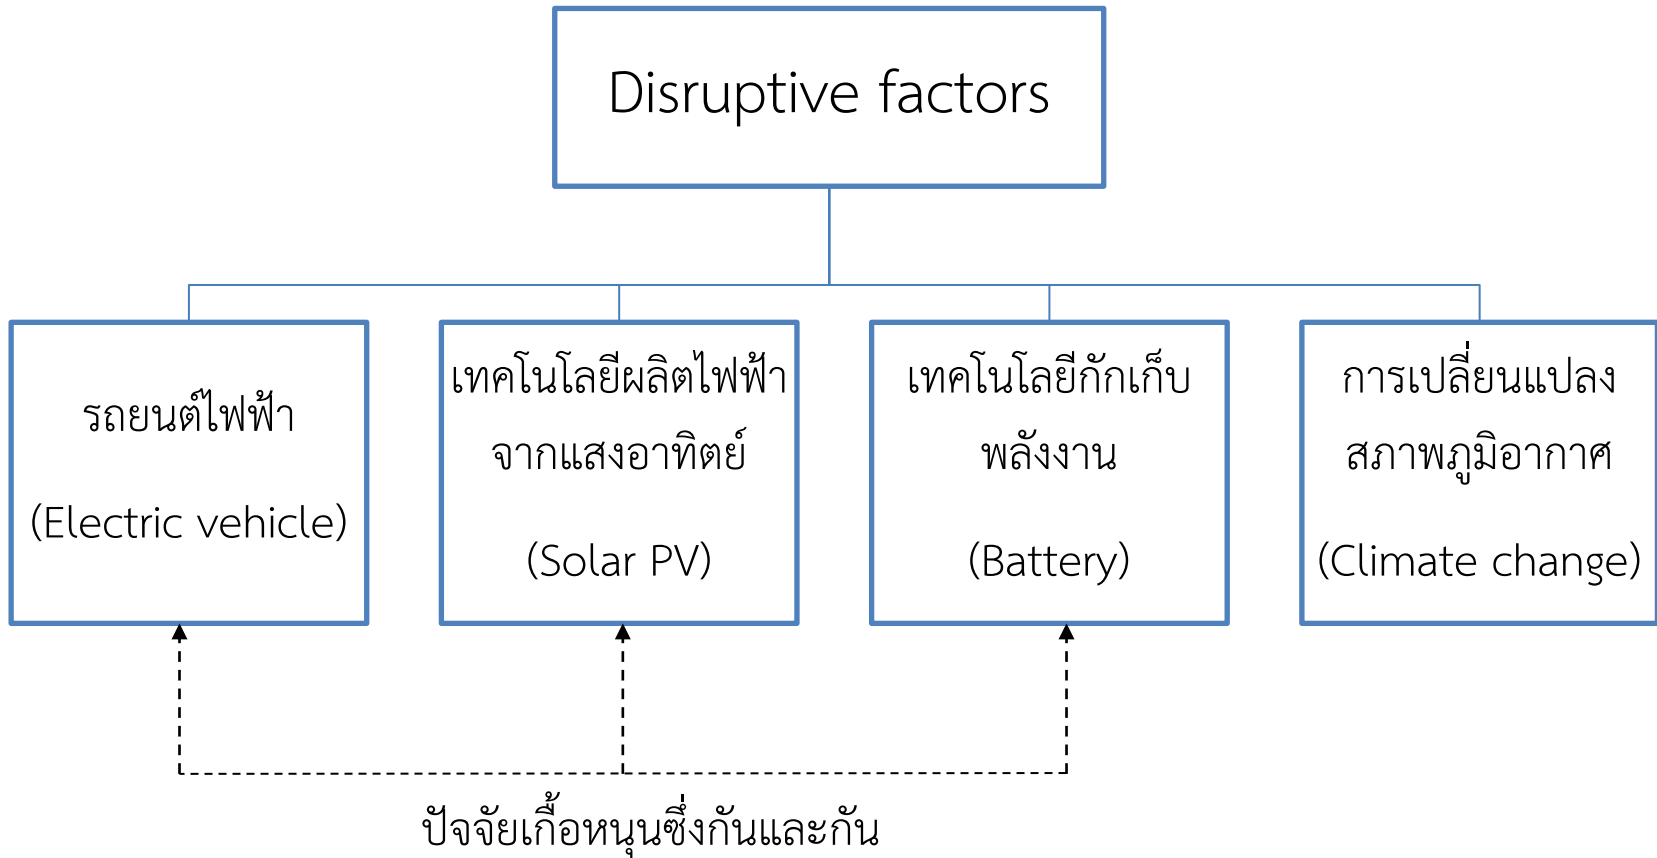 Disruptive factors
รถยนต์ไฟฟ้า
(Electric vehicle)
เทคโนโลยีผลิตไฟฟ้า
จากแสงอาทิตย์
(Solar PV)
เทคโนโลยีกักเก็บ
พลังงาน
(Battery)
การเปลี่ยนแปลง
สภาพภูมิอากาศ
(Climate change)
ปัจจัยเกื้อหนุนซึ่งกันและกัน